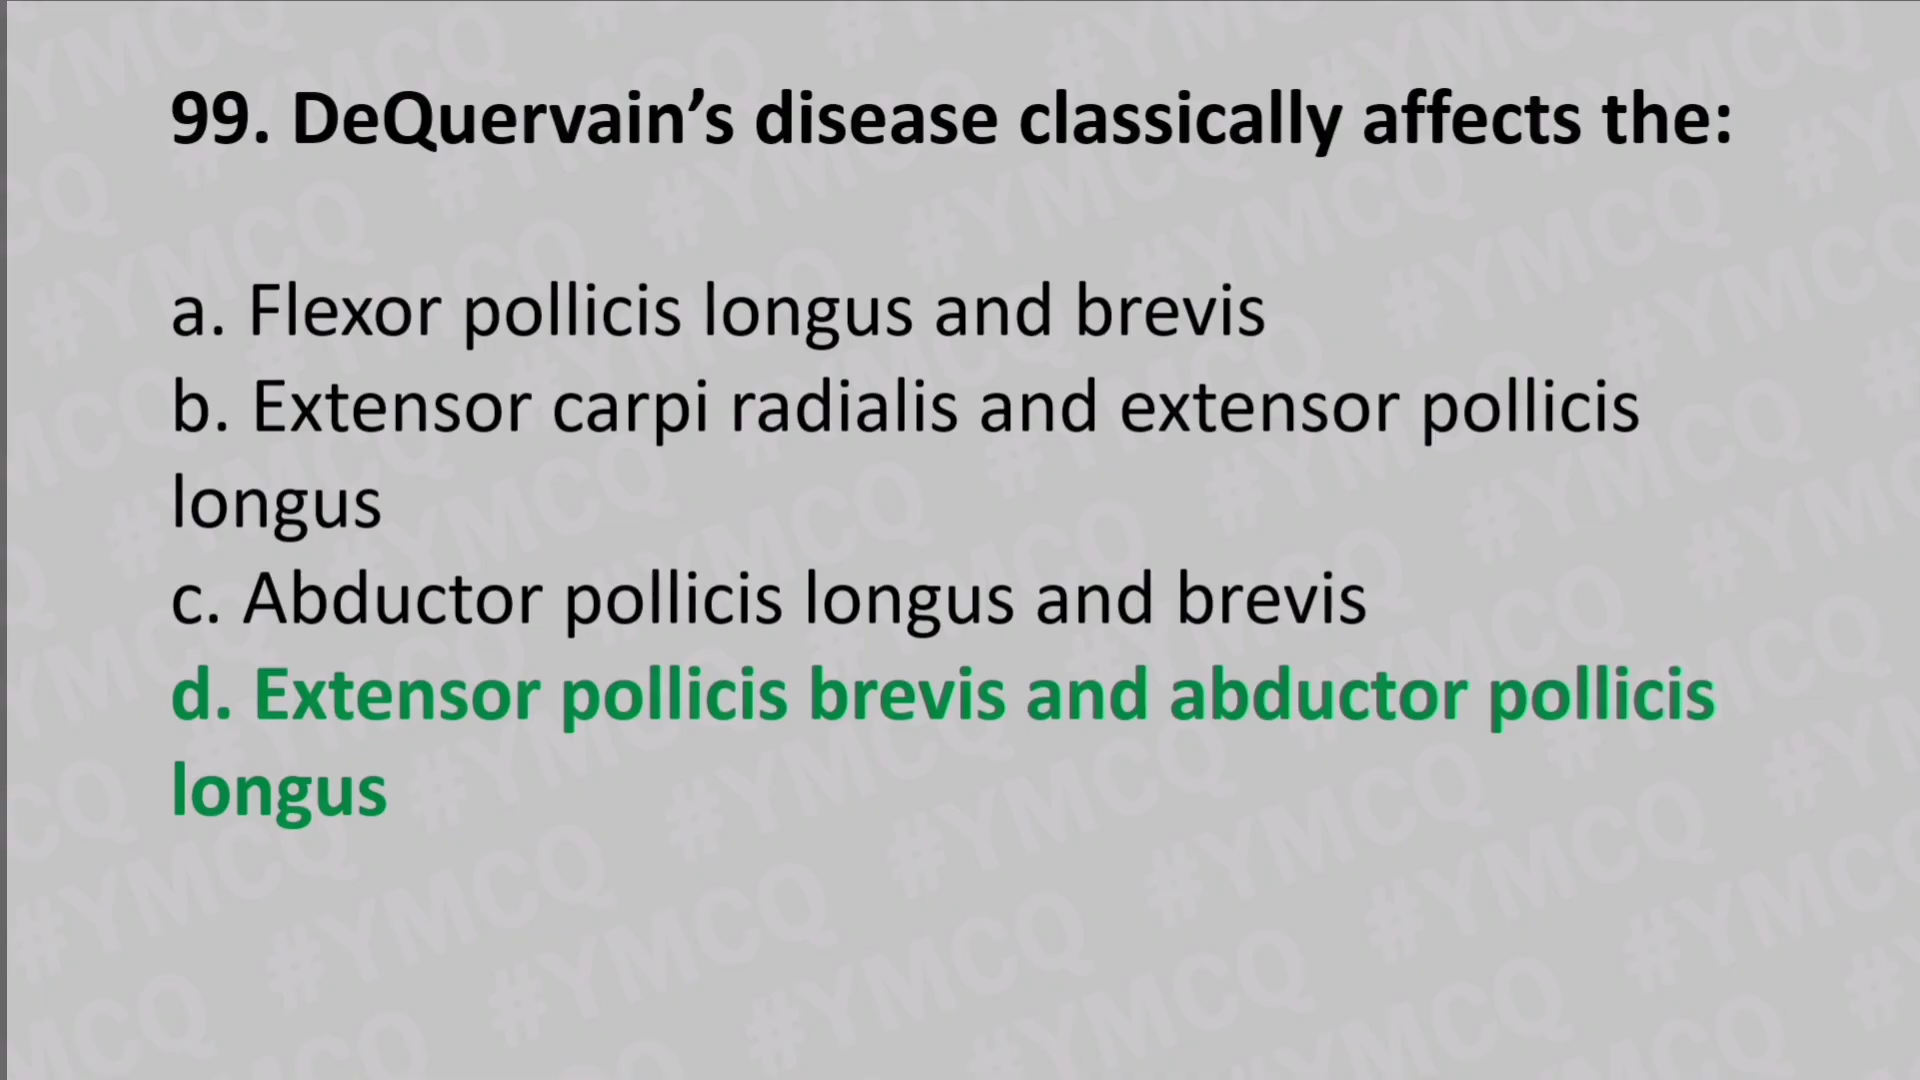 99. DeQuervain’s disease classically affects the:
a. Flexor pollicis longus and brevis
b. Extensor carpi radialis and extensor pollicis
longus
c. Abductor pollicis longus and brevis
d. Extensor pollicis brevis and abductor pollicis
longus
#YMCQ